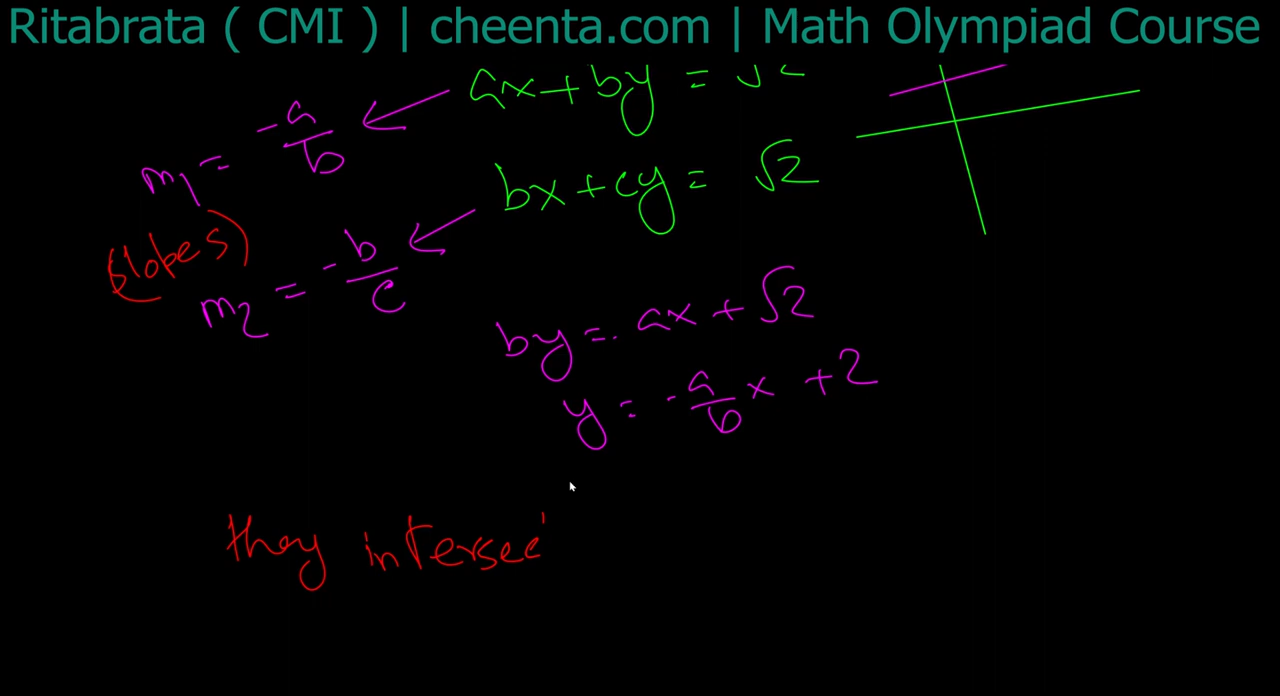 Ritabrata ( CMI ) | cheenta.com | Math Olympiad Course
ax + by = √2
m1 = -a/b
bx + cy = √2
(slopes)
m2 = -b/c
by = . ax + √2
y = -a/b x + 2
they intersec